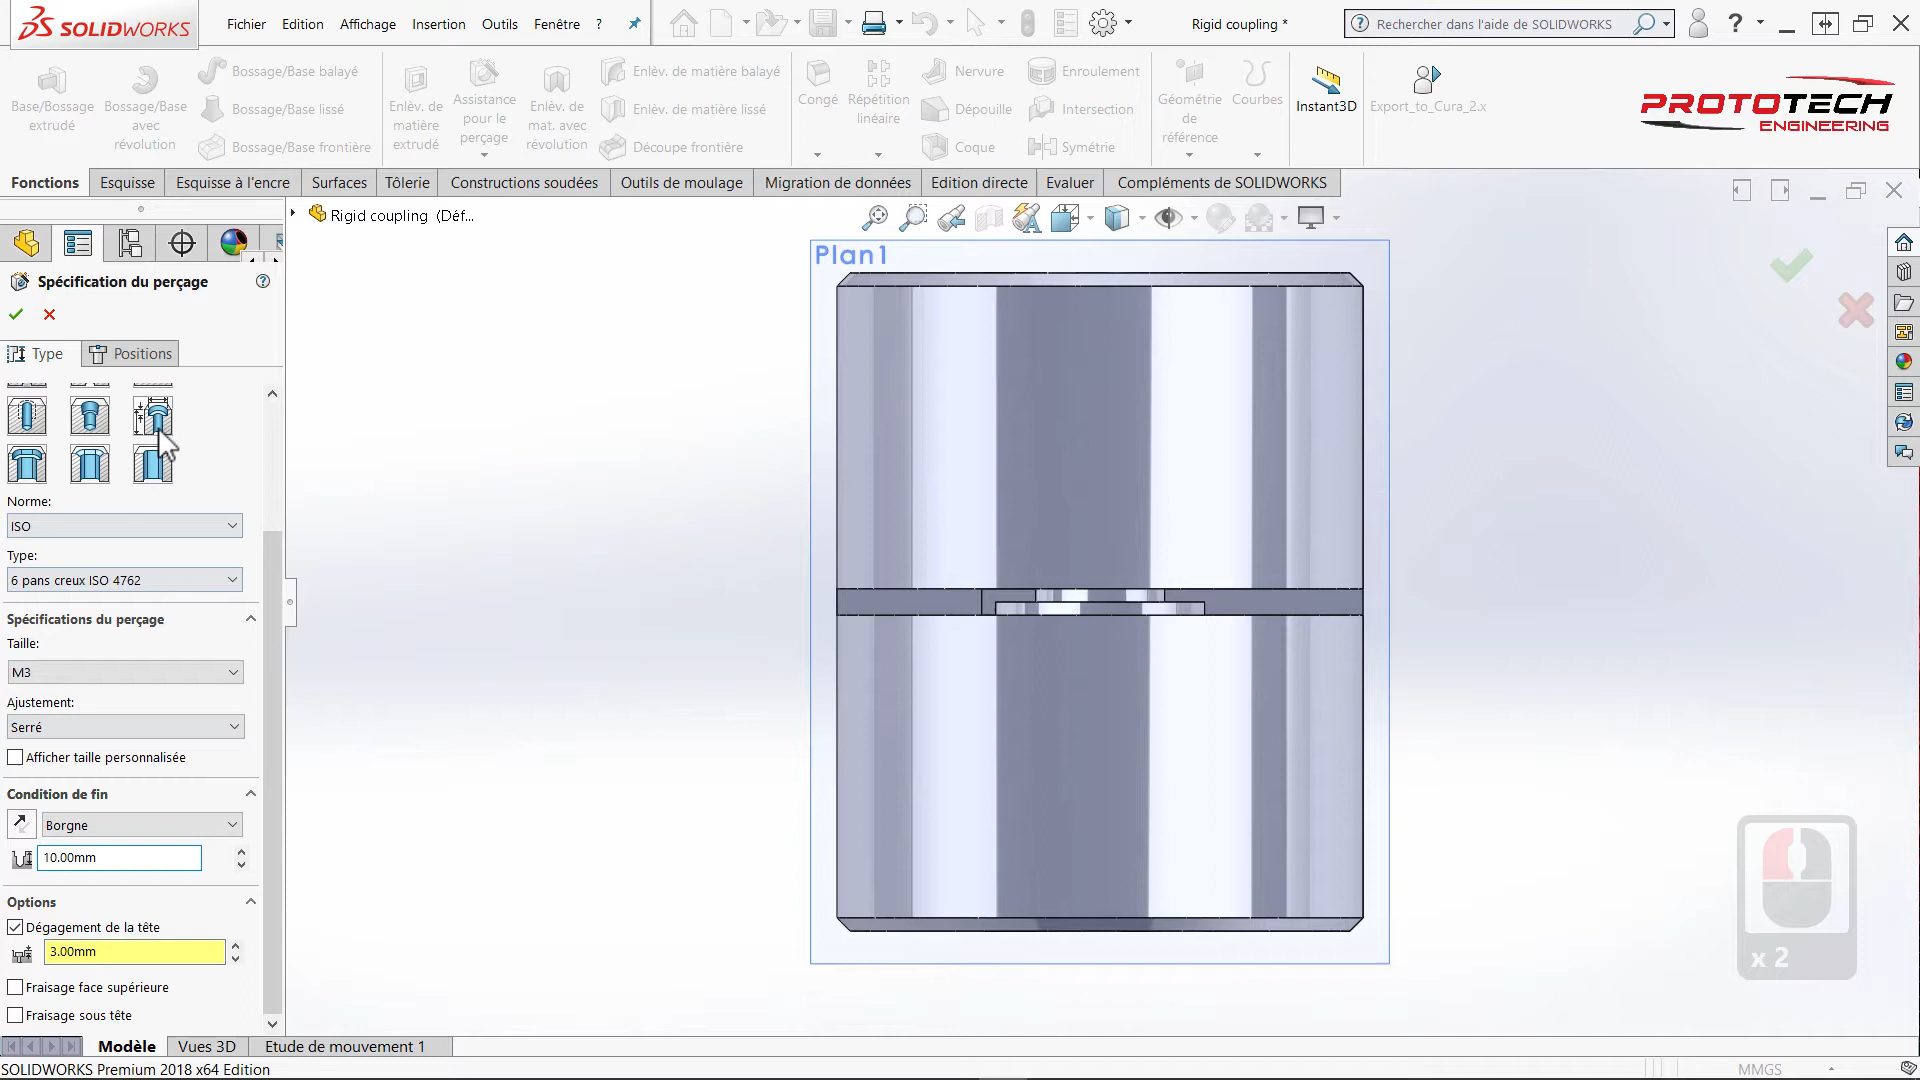 SOLIDWORKS
Fichier
Edition
Affichage
Insertion
Outils
Fenêtre
?
Rigid coupling *
Rechercher dans l'aide de SOLIDWORKS
?
Base/Bossage
extrudé
Bossage/Base
avec
révolution
Bossage/Base balayé
Bossage/Base lissé
Bossage/Base frontière
Enlèv. de
matière
extrudé
Assistance
pour le
perçage
Enlèv. de
mat. avec
révolution
Enlèv. de matière balayé
Enlèv. de matière lissé
Découpe frontière
Congé
Répétition
linéaire
Nervure
Dépouille
Coque
Enroulement
Intersection
Symétrie
Géométrie
de
référence
Courbes
Instant3D
Export_to_Cura_2.x
PROTOTECH
ENGINEERING
Fonctions
Esquisse
Esquisse à l'encre
Surfaces
Tôlerie
Constructions soudées
Outils de moulage
Migration de données
Edition directe
Evaluer
Compléments de SOLIDWORKS
Rigid coupling (Déf...
Plan1
Spécification du perçage
?
Type
Positions
Norme:
ISO
Type:
6 pans creux ISO 4762
Spécifications du perçage
Taille:
M3
Ajustement:
Serré
Afficher taille personnalisée
Condition de fin
Borgne
10.00mm
Options
Dégagement de la tête
3.00mm
Fraisage face supérieure
Fraisage sous tête
x 2
Modèle
Vues 3D
Etude de mouvement 1
SOLIDWORKS Premium 2018 x64 Edition
MMGS